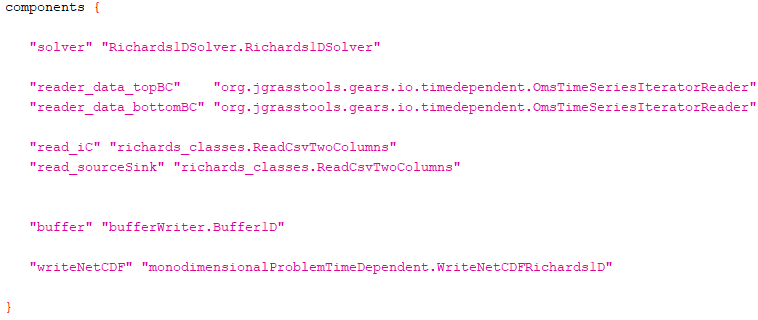 components {
"solver" "Richards1DSolver.Richards1DSolver"
"reader_data_topBC"    "org.jgrasstools.gears.io.timedependent.OmsTimeSeriesIteratorReader"
"reader_data_bottomBC" "org.jgrasstools.gears.io.timedependent.OmsTimeSeriesIteratorReader"
"read_iC" "richards_classes.ReadCsvTwoColumns"
"read_sourceSink" "richards_classes.ReadCsvTwoColumns"
"buffer" "bufferWriter.Buffer1D"
"writeNetCDF" "monodimensionalProblemTimeDependent.WriteNetCDFRichards1D"
}